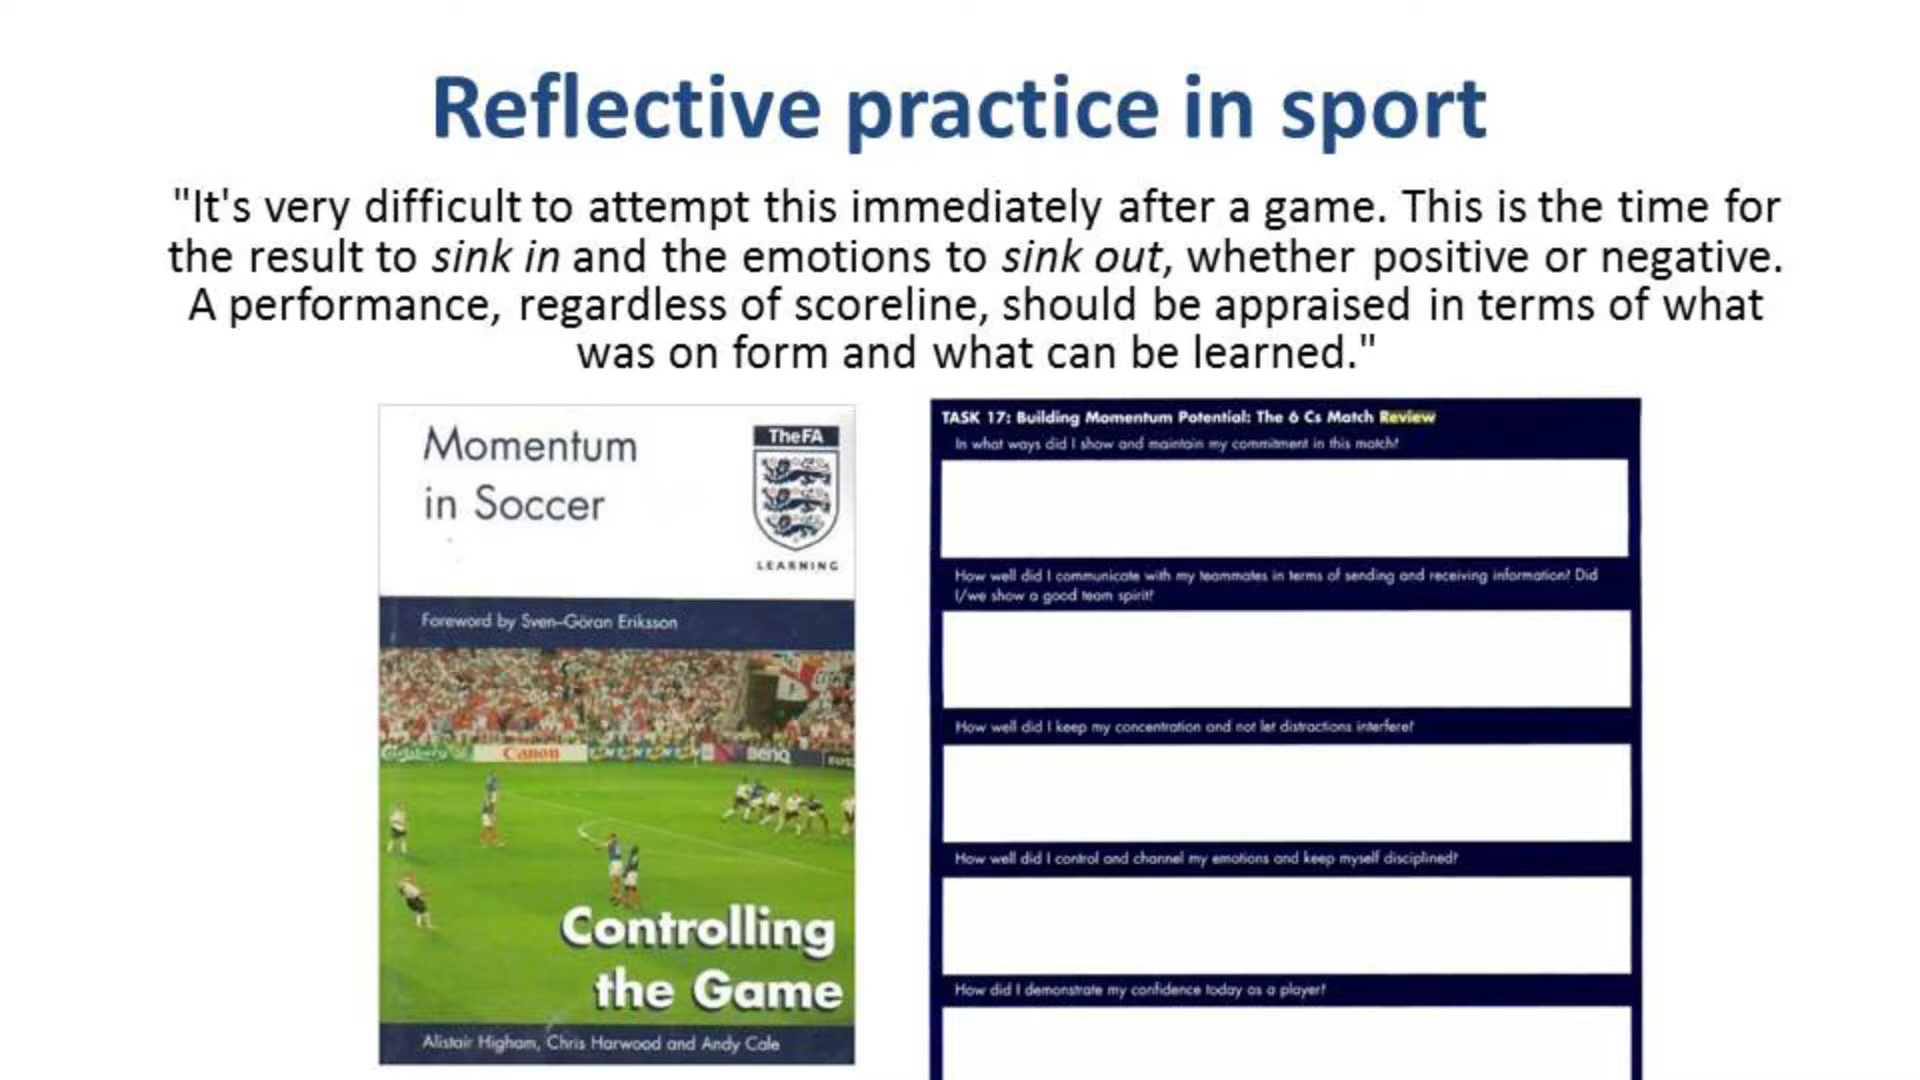 Reflective practice in sport
"It's very difficult to attempt this immediately after a game. This is the time for
the result to sink in and the emotions to sink out, whether positive or negative.
A performance, regardless of scoreline, should be appraised in terms of what
was on form and what can be learned."
Momentum
in Soccer
The FA
LEARNING
Foreword by Sven-Göran Eriksson
Carlsberg
Canon
BenQ
Controlling
the Game
Alistair Higham, Chris Harwood and Andy Cale
TASK 17: Building Momentum Potential: The 6 Cs Match Review
In what ways did I show and maintain my commitment in this match?
How well did I communicate with my teammates in terms of sending and receiving information? Did
I/we show a good team spirit?
How well did I keep my concentration and not let distractions interfere?
How well did I control and channel my emotions and keep myself disciplined?
How did I demonstrate my confidence today as a player?